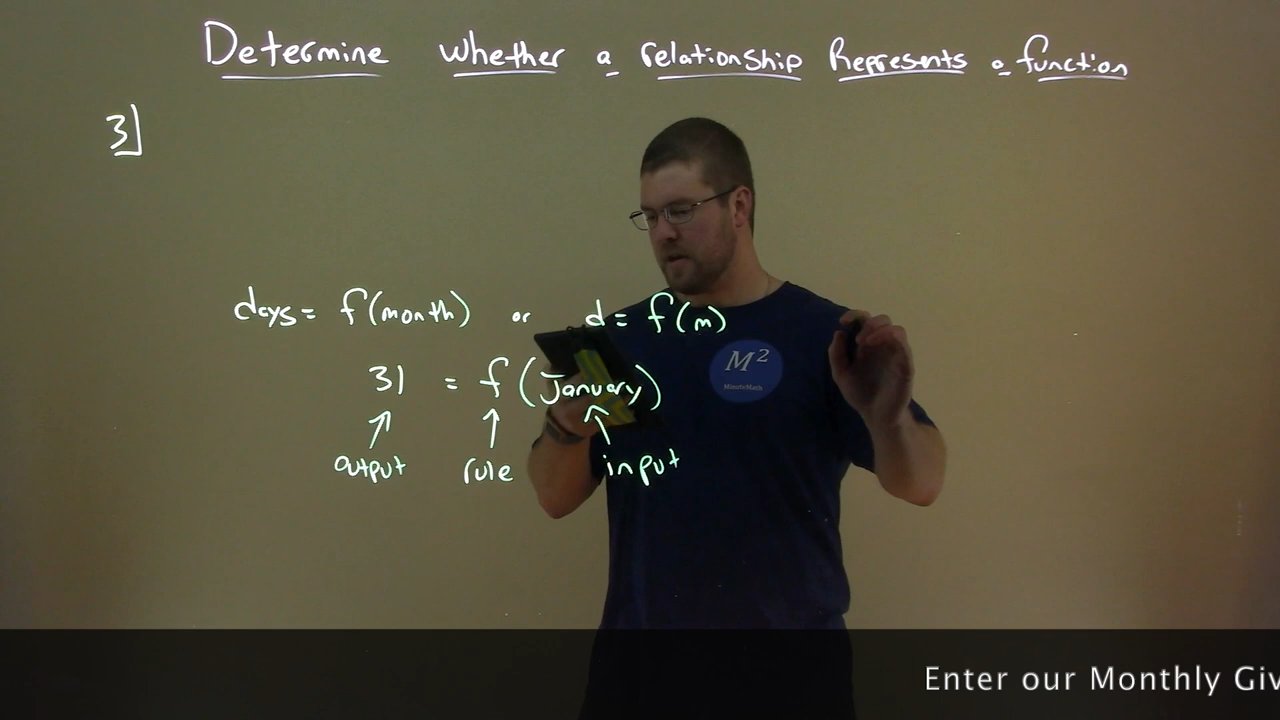 Determine whether a relationship Represents a function
3]
days = f(month) or d = f(m)
31 = f(January)
output rule input
M²
MinuteMath
Enter our Monthly Giv